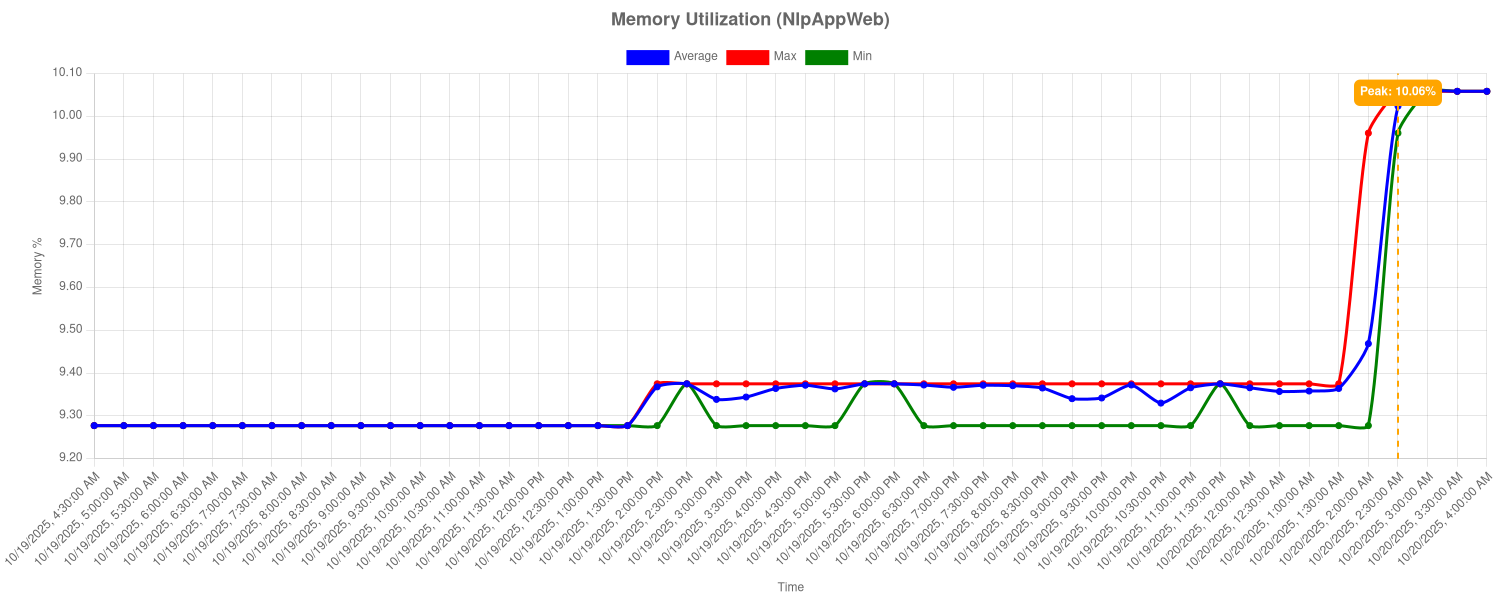 Memory Utilization (NlpAppWeb)
Average Max Min
10.10
10.00
9.90
9.80
9.70
9.60
9.50
9.40
9.30
9.20
Memory %
Peak: 10.06%
10/19/2025, 4:30:00 AM
10/19/2025, 5:00:00 AM
10/19/2025, 5:30:00 AM
10/19/2025, 6:00:00 AM
10/19/2025, 6:30:00 AM
10/19/2025, 7:00:00 AM
10/19/2025, 7:30:00 AM
10/19/2025, 8:00:00 AM
10/19/2025, 8:30:00 AM
10/19/2025, 9:00:00 AM
10/19/2025, 9:30:00 AM
10/19/2025, 10:00:00 AM
10/19/2025, 10:30:00 AM
10/19/2025, 11:00:00 AM
10/19/2025, 11:30:00 AM
10/19/2025, 12:00:00 PM
10/19/2025, 12:30:00 PM
10/19/2025, 1:00:00 PM
10/19/2025, 1:30:00 PM
10/19/2025, 2:00:00 PM
10/19/2025, 2:30:00 PM
10/19/2025, 3:00:00 PM
10/19/2025, 3:30:00 PM
10/19/2025, 4:00:00 PM
10/19/2025, 4:30:00 PM
10/19/2025, 5:00:00 PM
10/19/2025, 5:30:00 PM
10/19/2025, 6:00:00 PM
10/19/2025, 6:30:00 PM
10/19/2025, 7:00:00 PM
10/19/2025, 7:30:00 PM
10/19/2025, 8:00:00 PM
10/19/2025, 8:30:00 PM
10/19/2025, 9:00:00 PM
10/19/2025, 9:30:00 PM
10/19/2025, 10:00:00 PM
10/19/2025, 10:30:00 PM
10/19/2025, 11:00:00 PM
10/19/2025, 11:30:00 PM
10/20/2025, 12:00:00 AM
10/20/2025, 12:30:00 AM
10/20/2025, 1:00:00 AM
10/20/2025, 1:30:00 AM
10/20/2025, 2:00:00 AM
10/20/2025, 2:30:00 AM
10/20/2025, 3:00:00 AM
10/20/2025, 3:30:00 AM
10/20/2025, 4:00:00 AM
Time